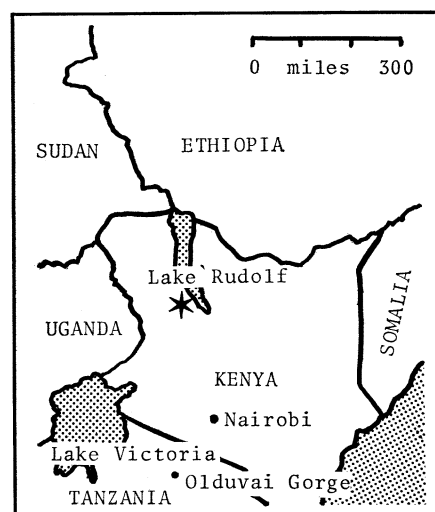 0 miles 300
SUDAN
ETHIOPIA
Lake Rudolf
SOMALIA
UGANDA
KENYA
Nairobi
Lake Victoria
Olduvai Gorge
TANZANIA